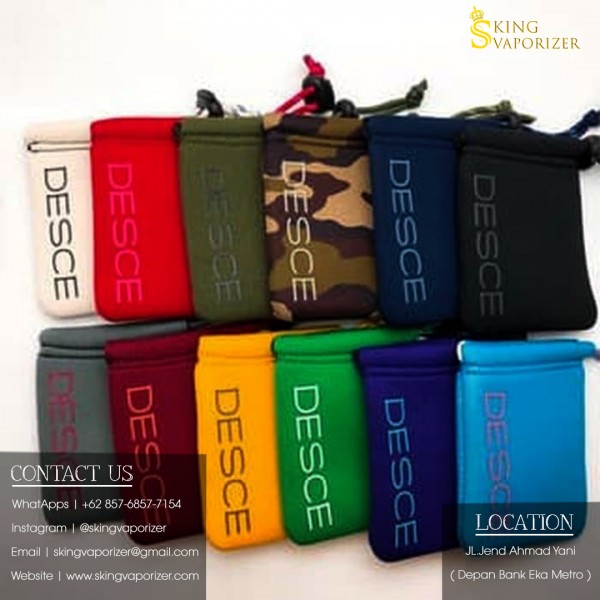 SKING
VAPORIZER
DESCE
DESCE
DESCE
DESCE
DESCE
DESCE
DESCE
DESCE
DESCE
DESCE
DESCE
DESCE
CONTACT US
WhatApps | +62 857-6857-7154
Instagram | @skingvaporizer
Email | skingvaporizer@gmail.com
Website | www.skingvaporizer.com
LOCATION
JL.Jend Ahmad Yani
( Depan Bank Eka Metro )